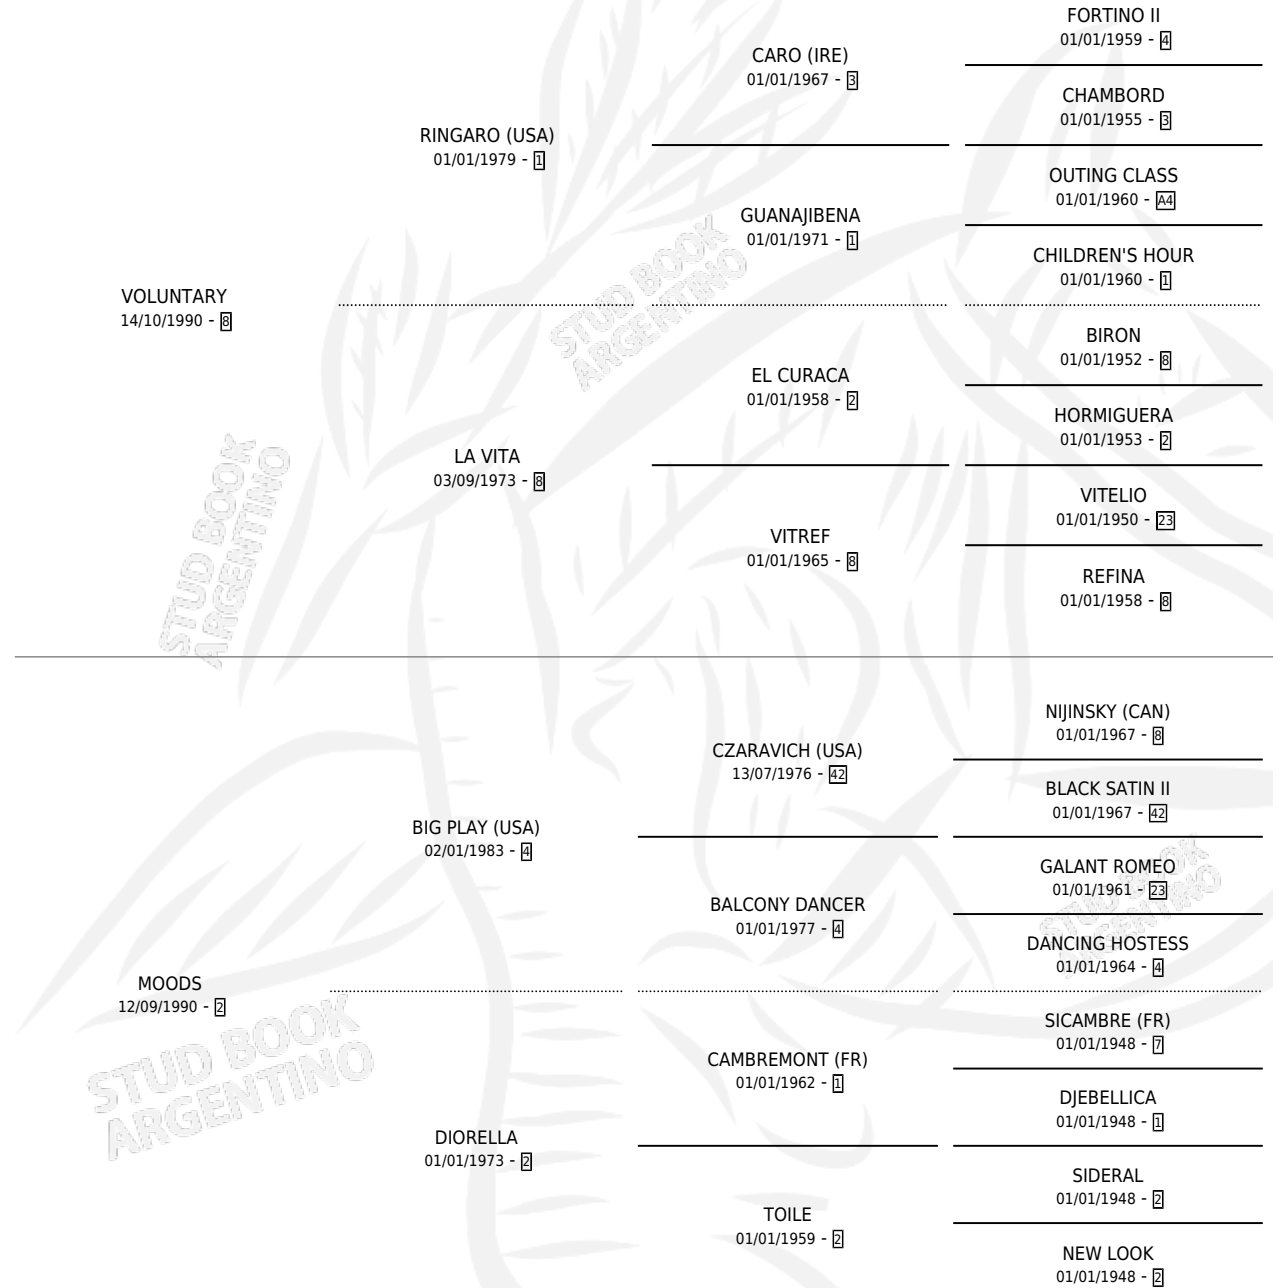 FORTINO II
01/01/1959 - 4
CARO (IRE)
01/01/1967 - 3
CHAMBORD
01/01/1955 - 3
RINGARO (USA)
01/01/1979 - 1
OUTING CLASS
01/01/1960 - A4
GUANAJIBENA
01/01/1971 - 1
CHILDREN'S HOUR
01/01/1960 - 1
VOLUNTARY
14/10/1990 - 8
BIRON
01/01/1952 - 8
EL CURACA
01/01/1958 - 2
HORMIGUERA
01/01/1953 - 2
LA VITA
03/09/1973 - 8
VITELIO
01/01/1950 - 23
VITREF
01/01/1965 - 8
REFINA
01/01/1958 - 8
STUD BOOK
ARGENTINO
STUD BOOK
ARGENTINO
NIJINSKY (CAN)
01/01/1967 - 8
CZARAVICH (USA)
13/07/1976 - 42
BLACK SATIN II
01/01/1967 - 42
BIG PLAY (USA)
02/01/1983 - 4
GALANT ROMEO
01/01/1961 - 23
BALCONY DANCER
01/01/1977 - 4
DANCING HOSTESS
01/01/1964 - 4
STUD BOOK
ARGENTINO
MOODS
12/09/1990 - 2
SICAMBRE (FR)
01/01/1948 - 7
CAMBREMONT (FR)
01/01/1962 - 1
DJEBELLICA
01/01/1948 - 1
DIORELLA
01/01/1973 - 2
SIDERAL
01/01/1948 - 2
TOILE
01/01/1959 - 2
NEW LOOK
01/01/1948 - 2
STUD BOOK
ARGENTINO